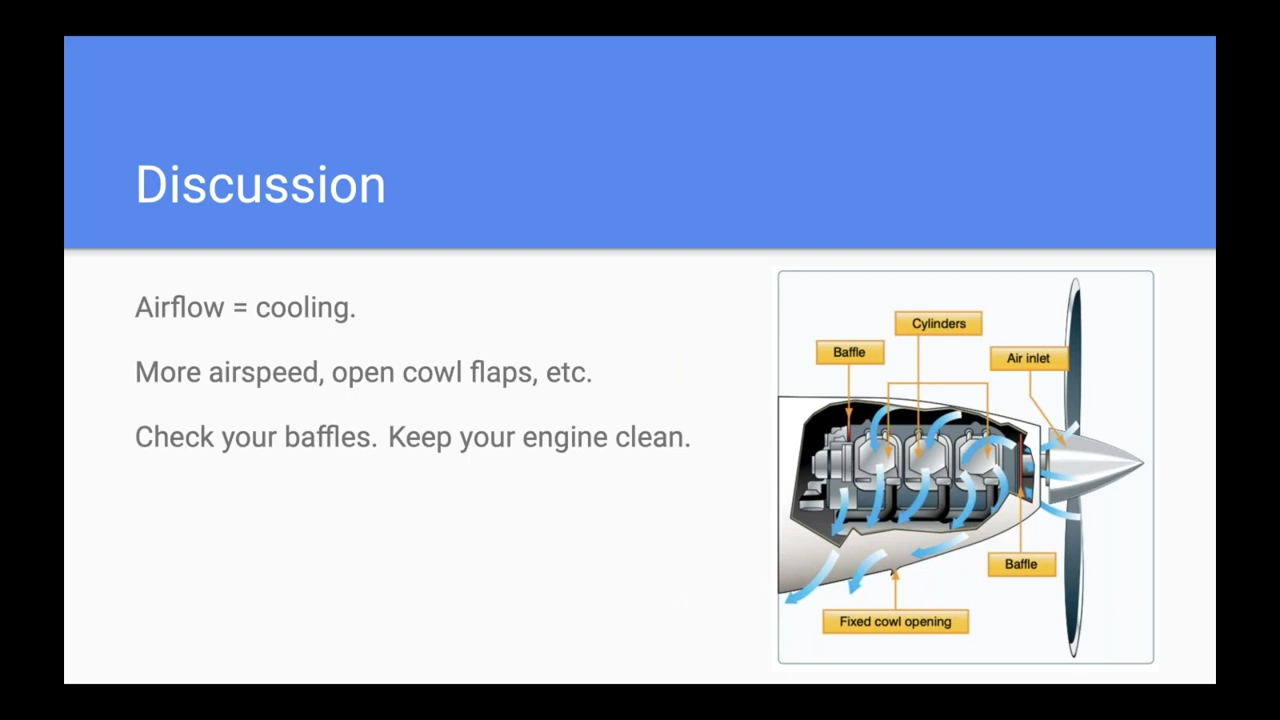 Discussion
Airflow = cooling.
More airspeed, open cowl flaps, etc.
Check your baffles. Keep your engine clean.
Cylinders
Baffle
Air inlet
Baffle
Fixed cowl opening